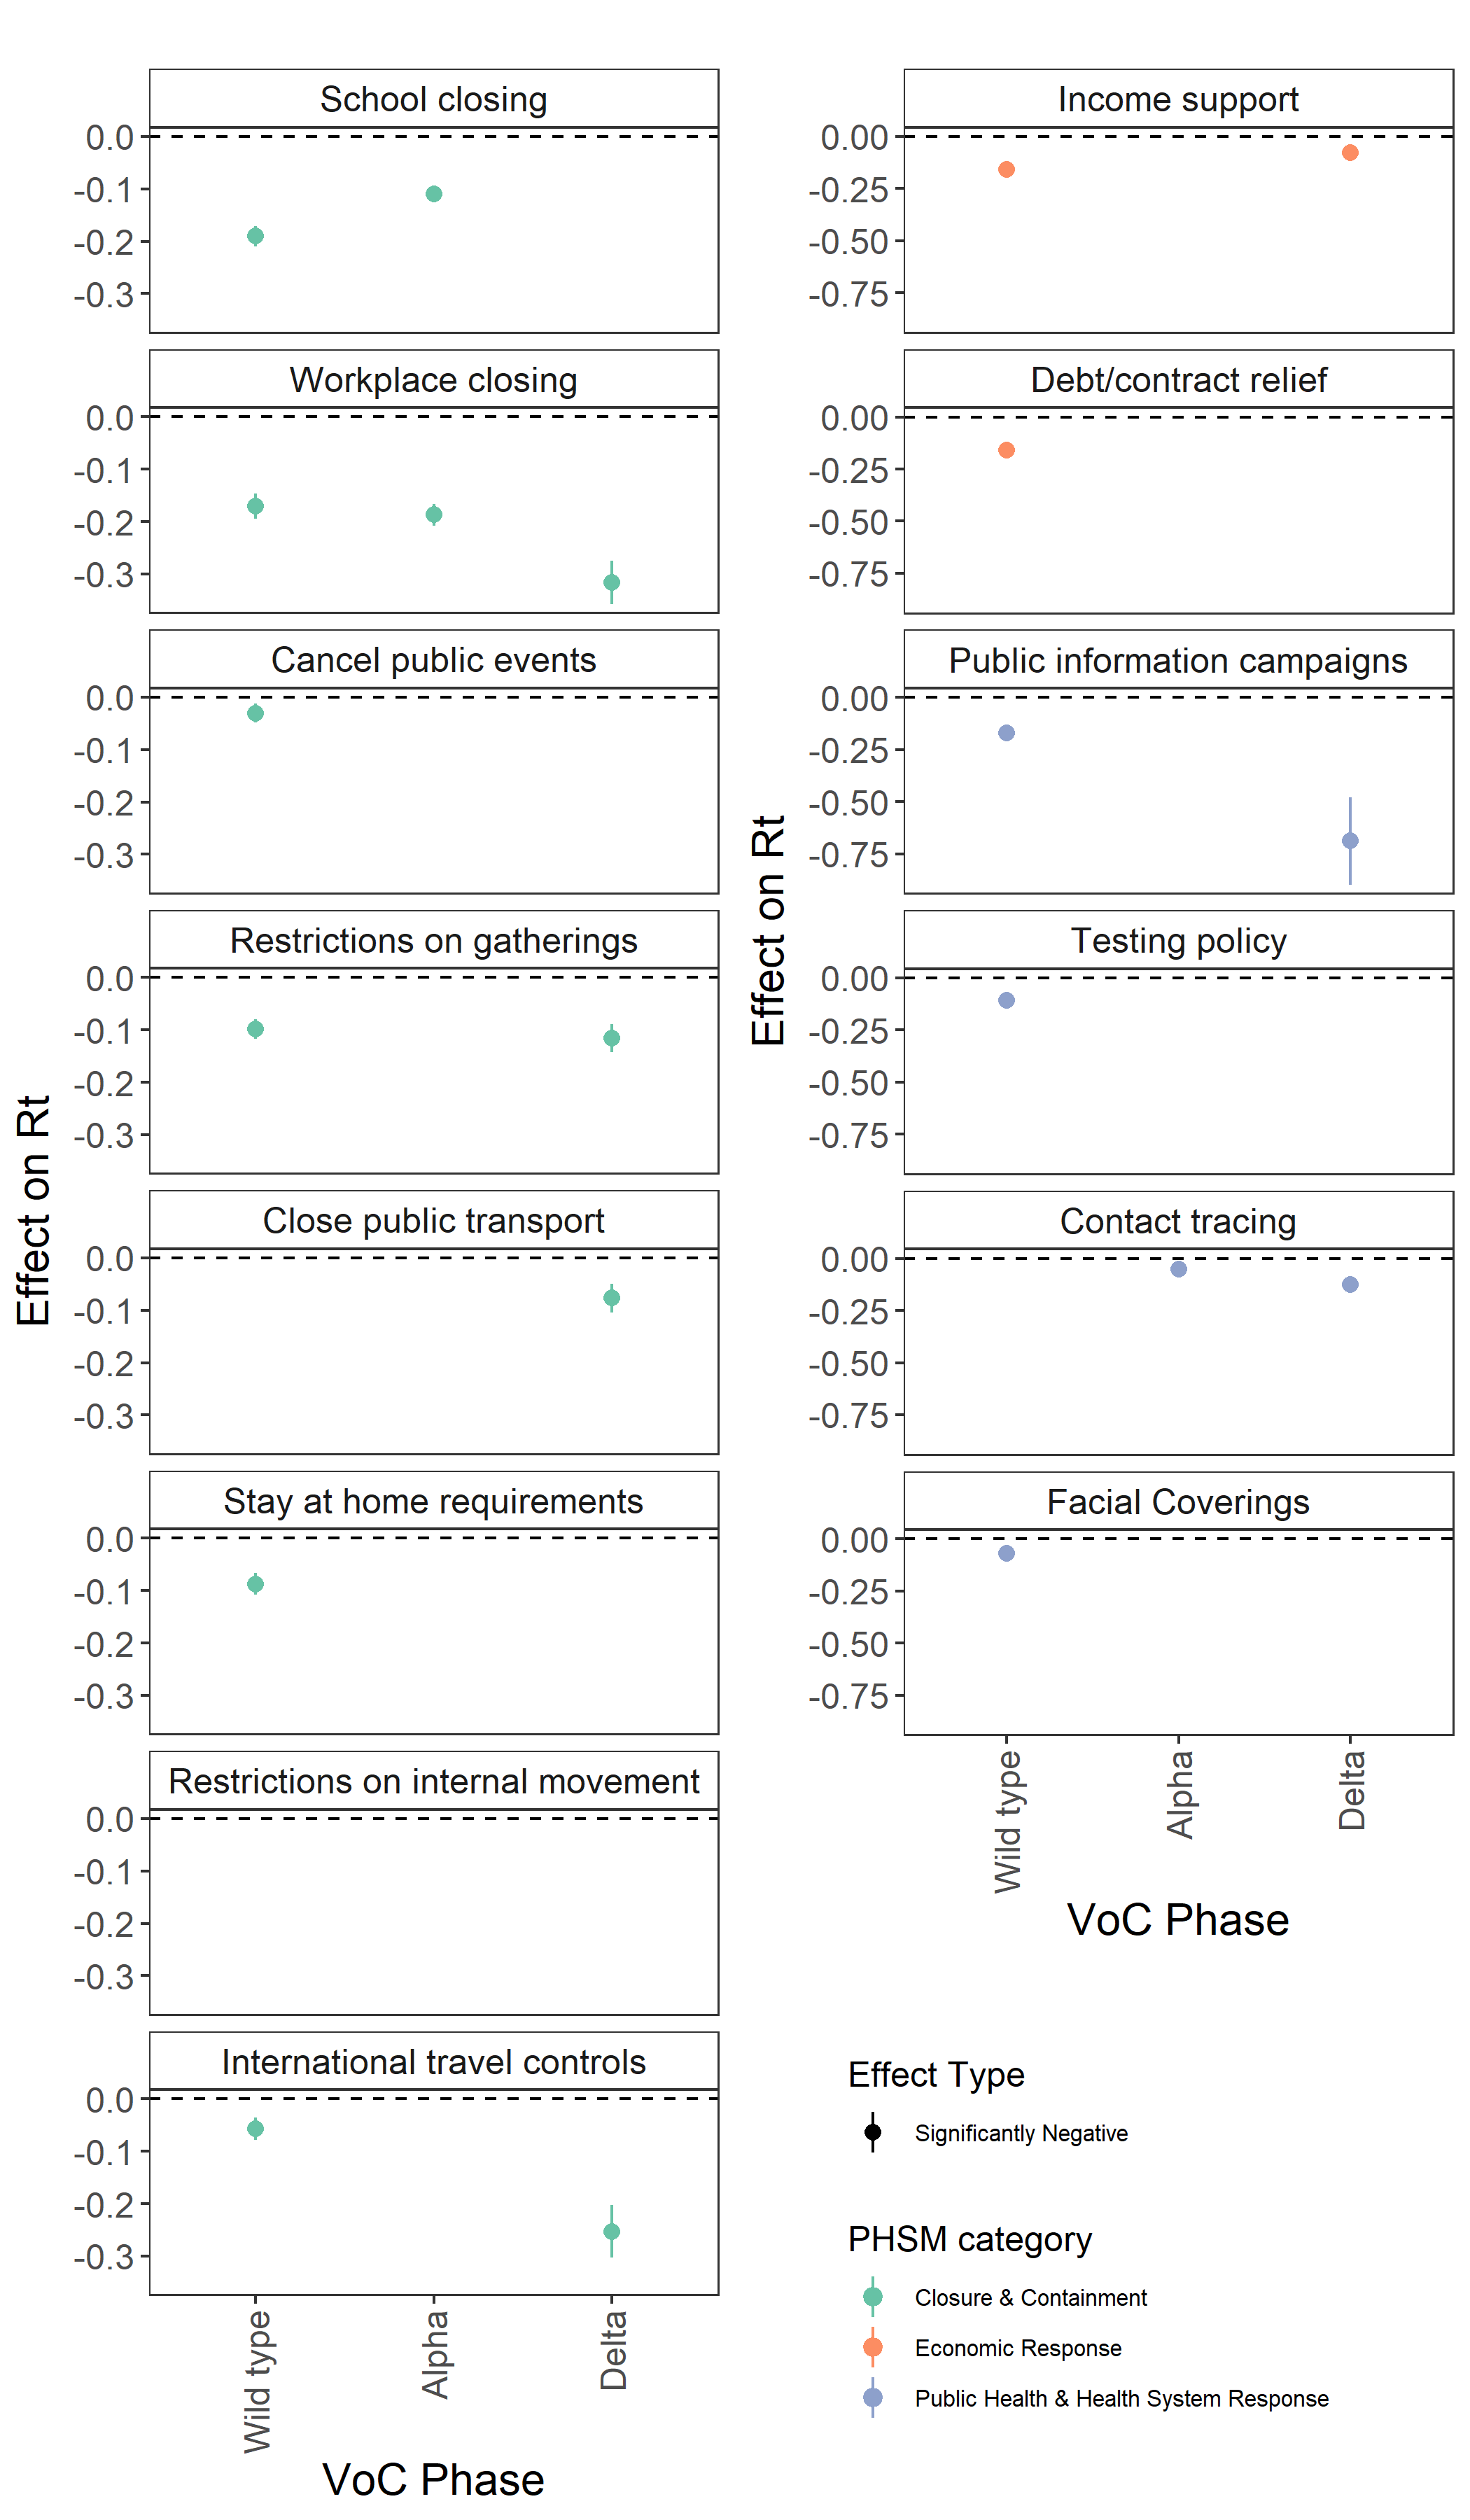 School closing
0.0
-0.1
-0.2
-0.3
Workplace closing
0.0
-0.1
-0.2
-0.3
Cancel public events
0.0
-0.1
-0.2
-0.3
Restrictions on gatherings
0.0
-0.1
-0.2
-0.3
Close public transport
0.0
-0.1
-0.2
-0.3
Stay at home requirements
0.0
-0.1
-0.2
-0.3
Restrictions on internal movement
0.0
-0.1
-0.2
-0.3
International travel controls
0.0
-0.1
-0.2
-0.3
Effect on Rt
Wild type
Alpha
Delta
VoC Phase
Income support
0.00
-0.25
-0.50
-0.75
Debt/contract relief
0.00
-0.25
-0.50
-0.75
Public information campaigns
0.00
-0.25
-0.50
-0.75
Testing policy
0.00
-0.25
-0.50
-0.75
Contact tracing
0.00
-0.25
-0.50
-0.75
Facial Coverings
0.00
-0.25
-0.50
-0.75
Effect on Rt
Wild type
Alpha
Delta
VoC Phase
Effect Type
Significantly Negative
PHSM category
Closure & Containment
Economic Response
Public Health & Health System Response